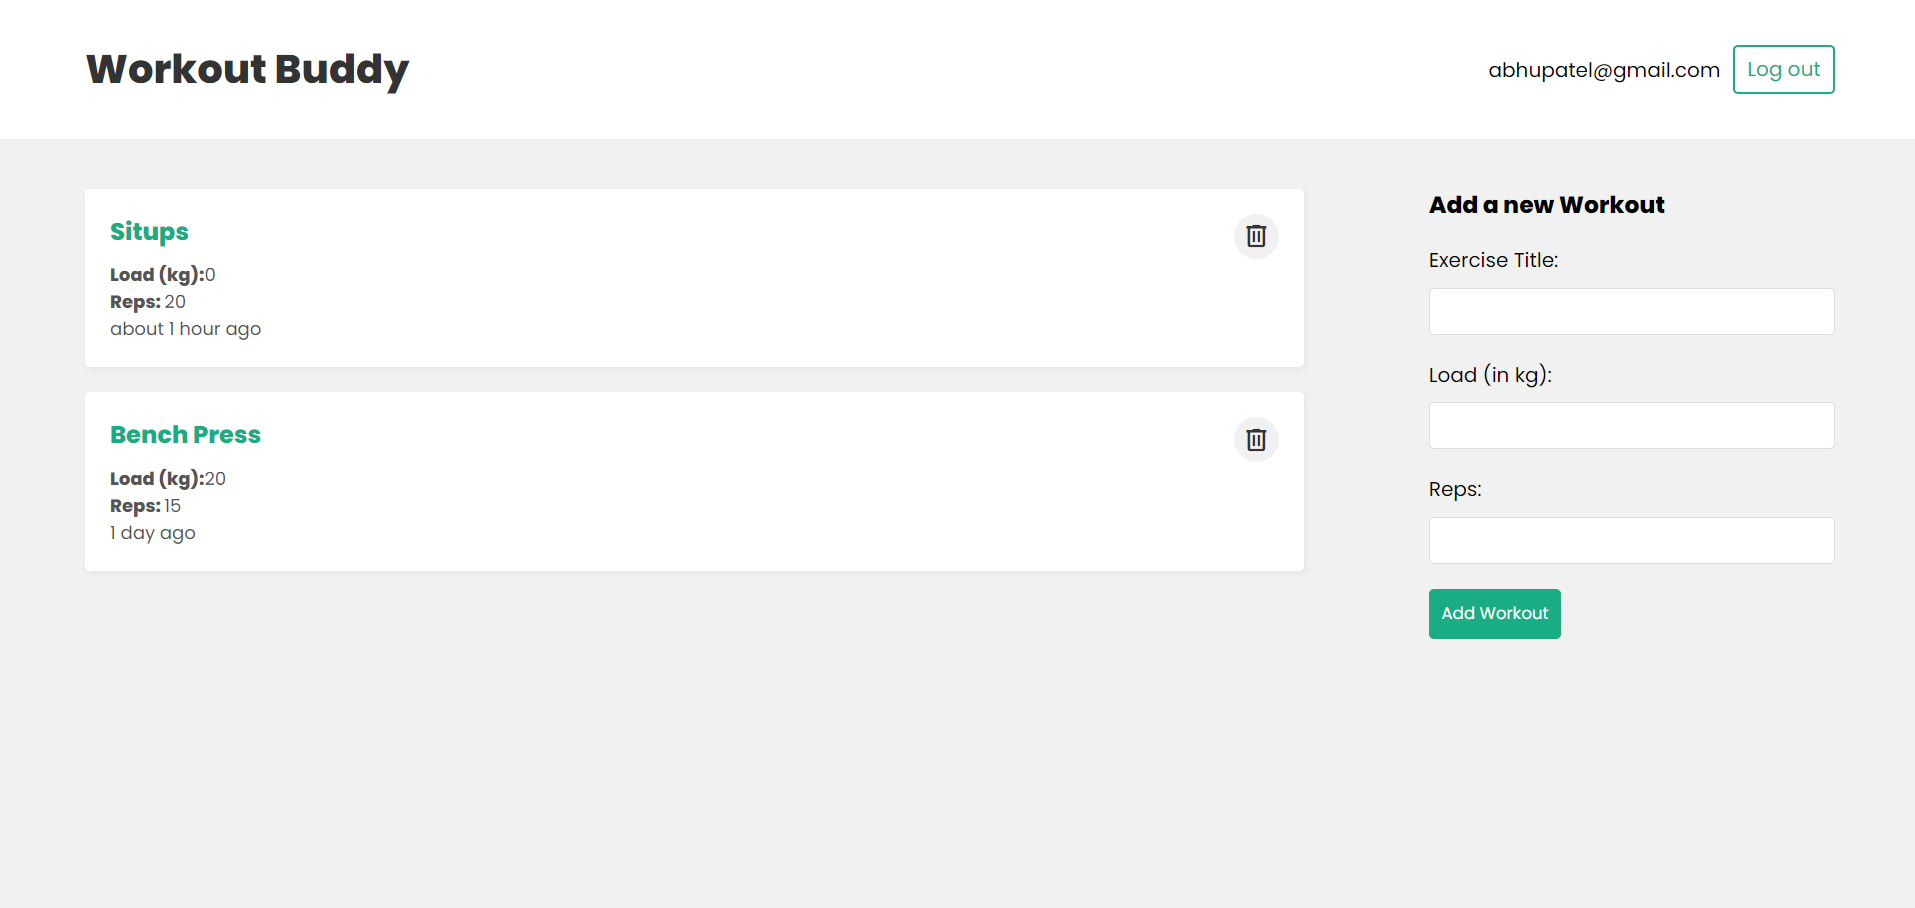 Workout Buddy
abhupatel@gmail.com
Log out
Situps
Load (kg):0
Reps: 20
about 1 hour ago
Bench Press
Load (kg):20
Reps: 15
1 day ago
Add a new Workout
Exercise Title:
Load (in kg):
Reps:
Add Workout